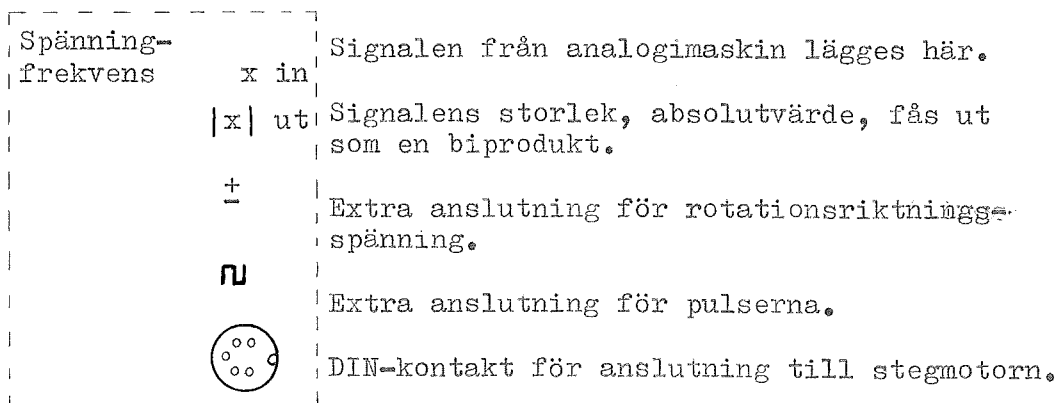 Spänning-
frekvens x in
Signalen från analogimaskin lägges här.
|x| ut
Signalens storlek, absolutvärde, fås ut
som en biprodukt.
±
Extra anslutning för rotationsriktnings-
spänning.
Extra anslutning för pulserna.
DIN-kontakt för anslutning till stegmotorn.